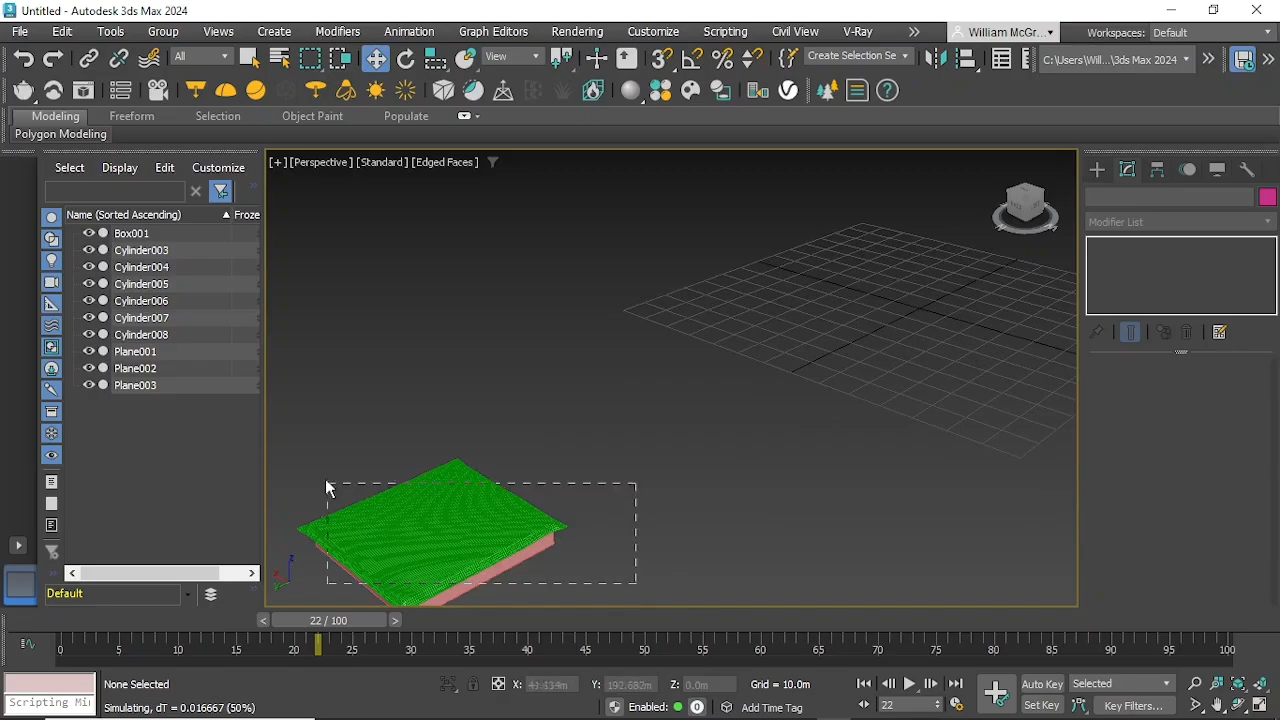 Untitled - Autodesk 3ds Max 2024
File Edit Tools Group Views Create Modifiers Animation Graph Editors Rendering Customize Scripting Civil View V-Ray William McGr... Workspaces: Default
All View Create Selection Se C:\Users\Will...\3ds Max 2024
Modeling Freeform Selection Object Paint Populate
Polygon Modeling
[+] [Perspective] [Standard] [Edged Faces]
Select Display Edit Customize
Name (Sorted Ascending) Froze
Modifier List
Box001
Cylinder003
Cylinder004
Cylinder005
Cylinder006
Cylinder007
Cylinder008
Plane001
Plane002
Plane003
z
Default
22 / 100
0 5 10 15 20 25 30 35 40 45 50 55 60 65 70 75 80 85 90 95 100
None Selected X: Y: Z: 0.0m Grid = 10.0m Auto Key Selected
Scripting Mi Simulating, dT = 0.016667 (50%) Enabled: Add Time Tag 22 Set Key Key Filters...